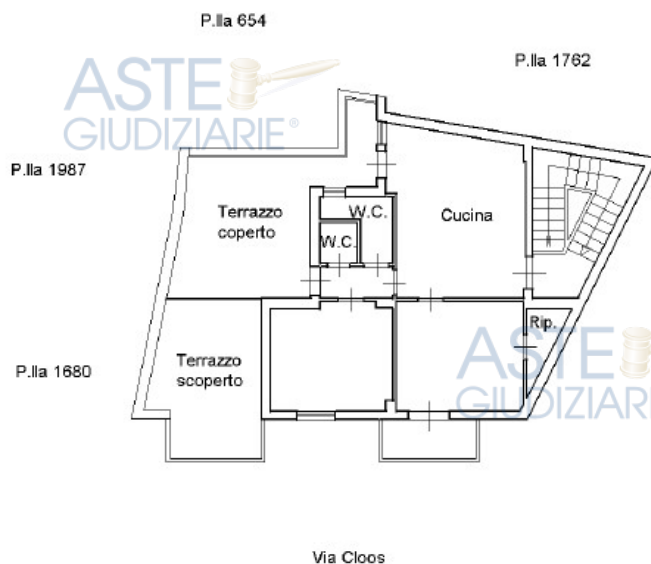 P.lla 654
P.lla 1762
ASTE
GIUDIZIARIE®
P.lla 1987
Terrazzo
coperto
W.C.
W.C.
Cucina
Rip.
P.lla 1680
Terrazzo
scoperto
ASTE
GIUDIZIARI
Via Cloos